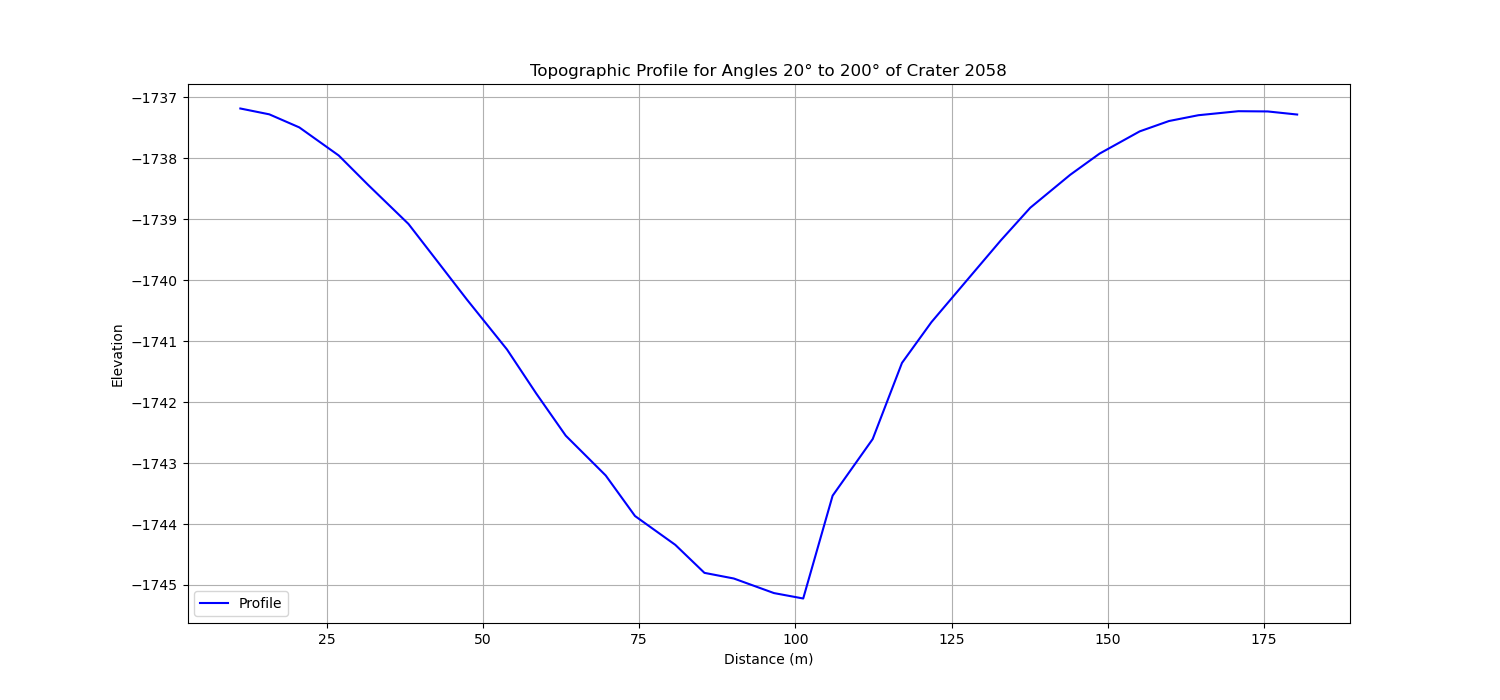 Topographic Profile for Angles 20° to 200° of Crater 2058
−1737
−1738
−1739
−1740
−1741
−1742
−1743
−1744
−1745
Elevation
Profile
25 50 75 100 125 150 175
Distance (m)